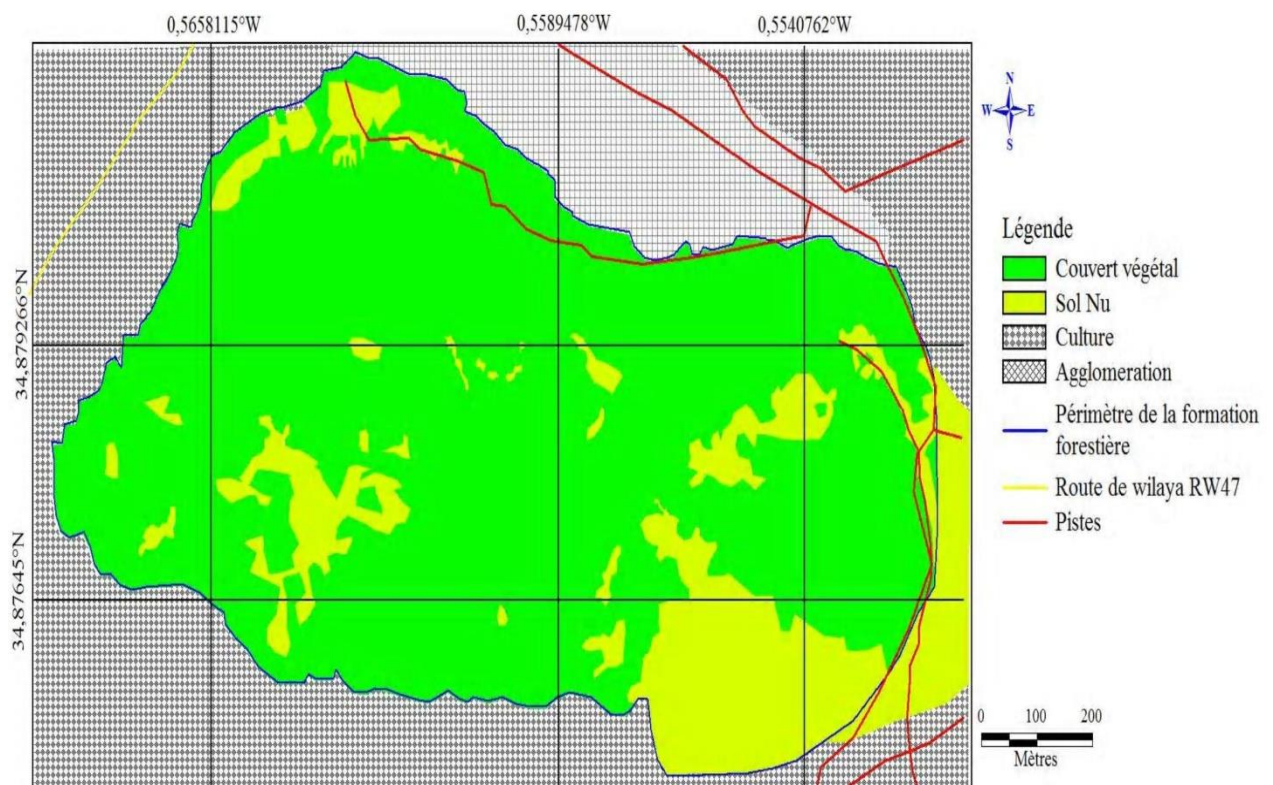 0,5658115°W 0,5589478°W 0,5540762°W
34,879266°N
34,87645°N
N
W E
S
Légende
Couvert végétal
Sol Nu
Culture
Agglomeration
Périmètre de la formation
forestière
Route de wilaya RW47
Pistes
0 100 200
Mètres